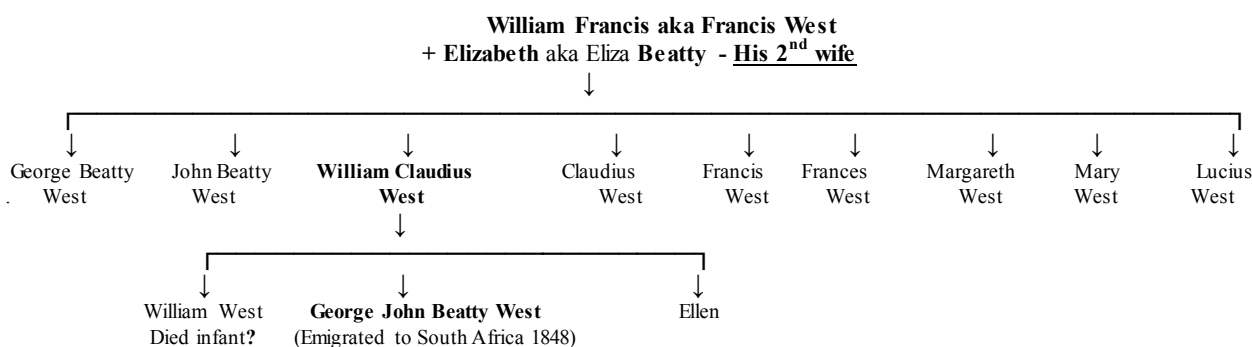 William Francis aka Francis West
+ Elizabeth aka Eliza Beatty - His 2nd wife
↓
↓ ↓ ↓ ↓ ↓ ↓ ↓ ↓ ↓
George Beatty John Beatty William Claudius Claudius Francis Frances Margareth Mary Lucius
. West West West West West West West West West
↓
↓ ↓ ↓
William West George John Beatty West Ellen
Died infant? (Emigrated to South Africa 1848)